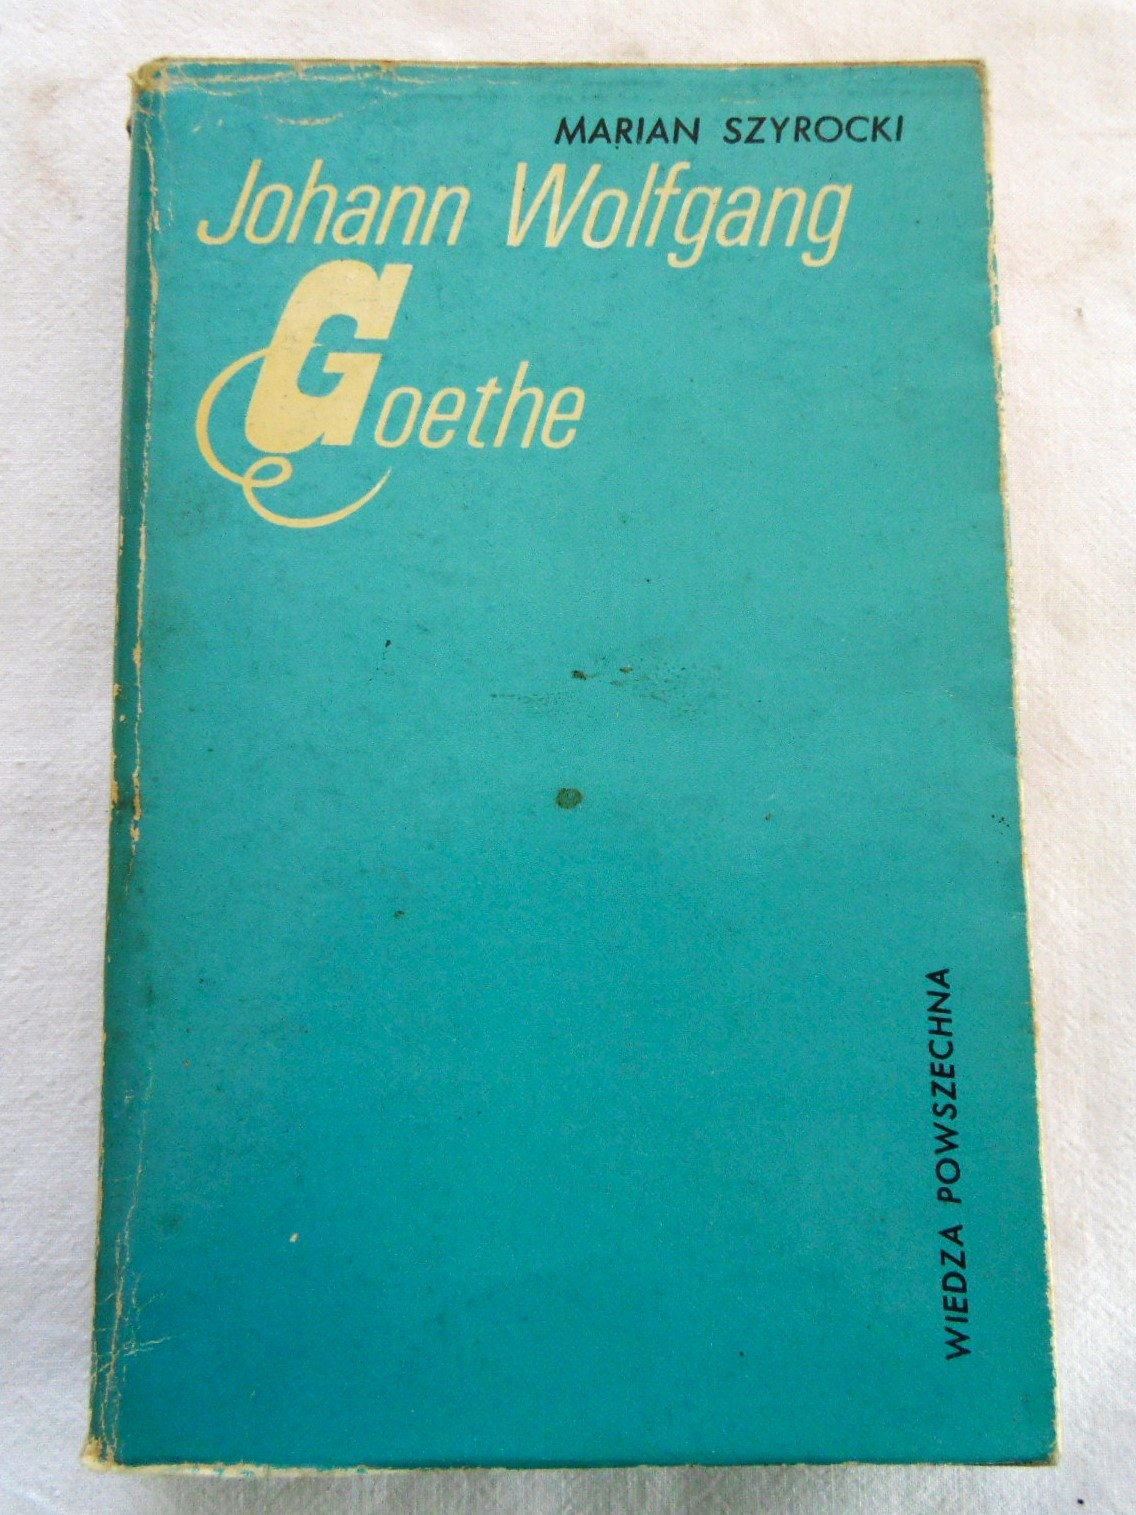 MARIAN SZYROCKI
Johann Wolfgang
Goethe
WIEDZA POWSZECHNA